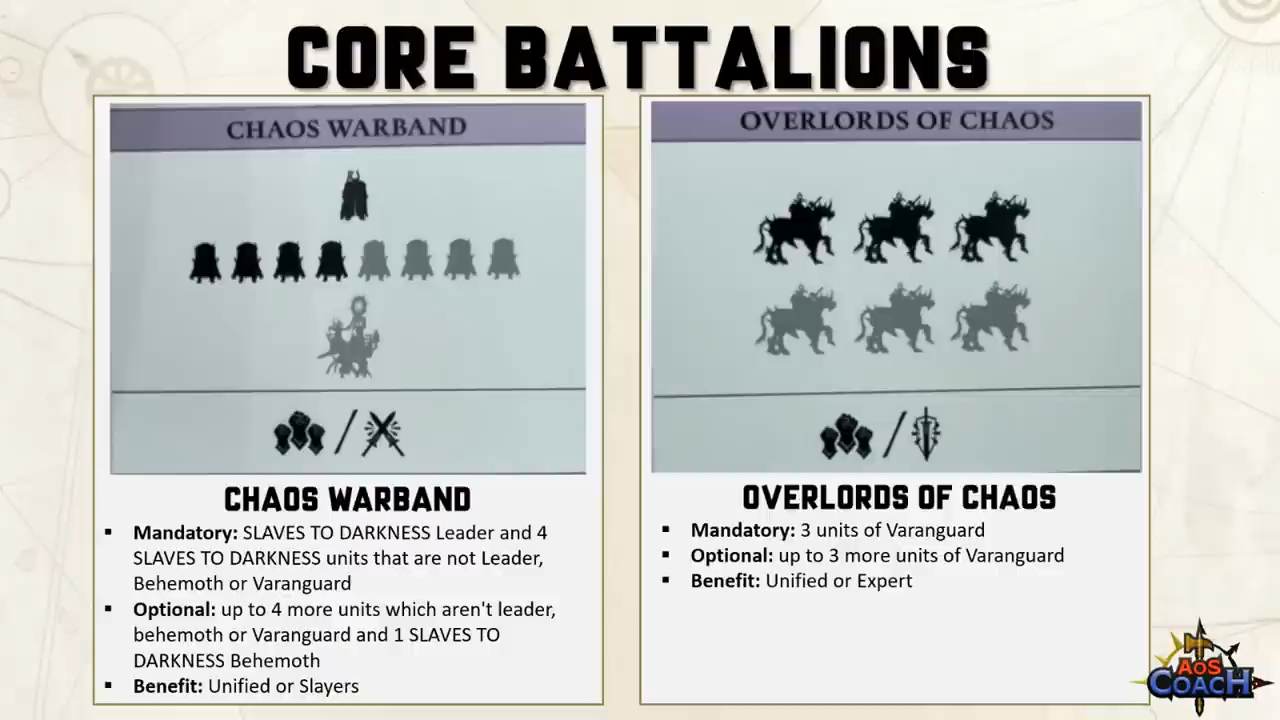 CORE BATTALIONS
CHAOS WARBAND
OVERLORDS OF CHAOS
CHAOS WARBAND
▪ Mandatory: SLAVES TO DARKNESS Leader and 4
SLAVES TO DARKNESS units that are not Leader,
Behemoth or Varanguard
▪ Optional: up to 4 more units which aren't leader,
behemoth or Varanguard and 1 SLAVES TO
DARKNESS Behemoth
▪ Benefit: Unified or Slayers
OVERLORDS OF CHAOS
▪ Mandatory: 3 units of Varanguard
▪ Optional: up to 3 more units of Varanguard
▪ Benefit: Unified or Expert
AoS
COACH